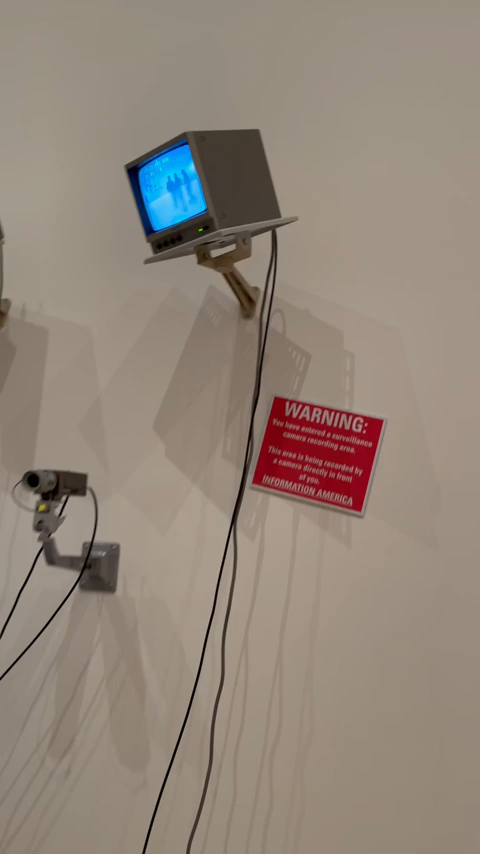 WARNING:
You have entered a surveillance
camera recording area.
This area is being recorded by
a camera directly in front
of you.
INFORMATION AMERICA